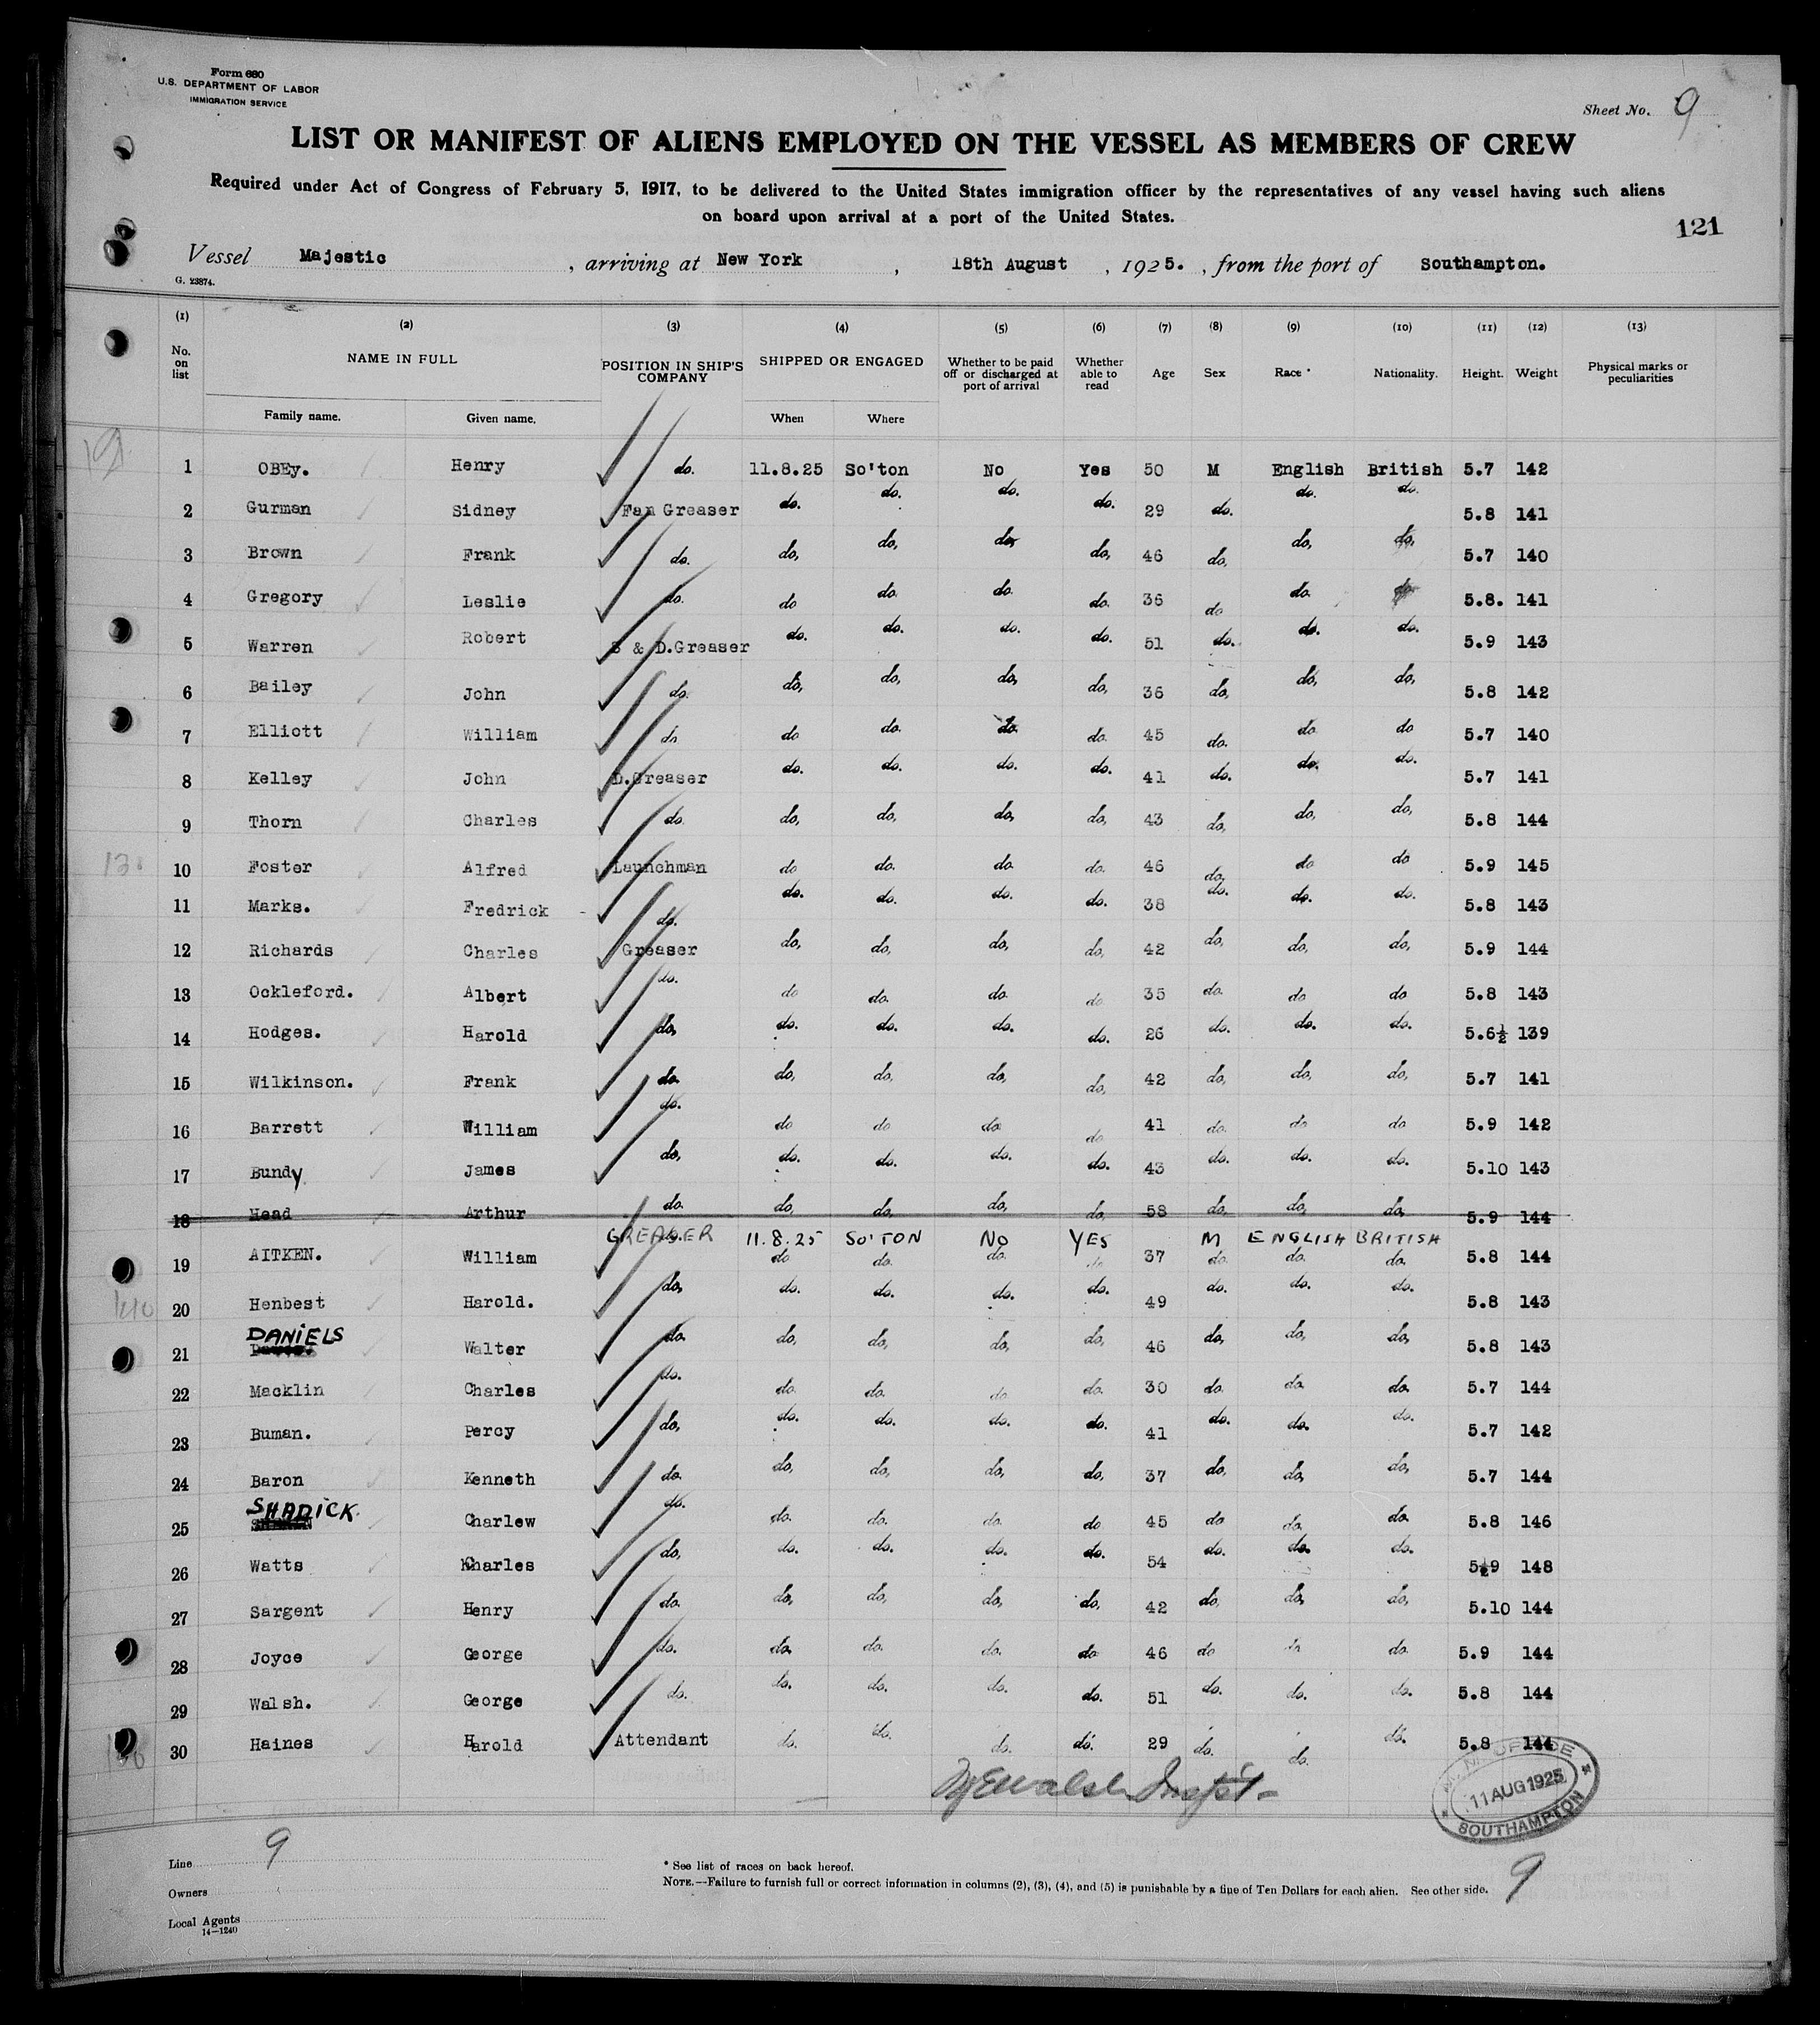 Form 680
U.S. DEPARTMENT OF LABOR
IMMIGRATION SERVICE
Sheet No. 9
LIST OR MANIFEST OF ALIENS EMPLOYED ON THE VESSEL AS MEMBERS OF CREW
Required under Act of Congress of February 5, 1917, to be delivered to the United States immigration officer by the representatives of any vessel having such aliens
on board upon arrival at a port of the United States.
121
Vessel Majestic , arriving at New York , 18th August , 1925. , from the port of Southampton.
G. 23874.
(1) (2) (3) (4) (5) (6) (7) (8) (9) (10) (11) (12) (13)
No. on list NAME IN FULL POSITION IN SHIP'S COMPANY SHIPPED OR ENGAGED Whether to be paid off or discharged at port of arrival Whether able to read Age Sex Race * Nationality. Height. Weight Physical marks or peculiarities
Family name. Given name. When Where
1 OBEy. Henry do. 11.8.25 So'ton No Yes 50 M English British 5.7 142
2 Gurman Sidney Fan Greaser do. do. do. do. 29 do. do. do. 5.8 141
3 Brown Frank do. do, do, do, do, 46 do, do, do, 5.7 140
4 Gregory Leslie do. do do. do. do. 36 do do. do 5.8. 141
5 Warren Robert S & D.Greaser do. do. do. do. 51 do. do. do. 5.9 143
6 Bailey John do. do, do, do, do, 36 do, do, do, 5.8 142
7 Elliott William do do do. do. do. 45 do. do do 5.7 140
8 Kelley John D.Greaser do. do. do. do. 41 do. do. do. 5.7 141
9 Thorn Charles do. do, do, do, do, 43 do, do, do, 5.8 144
10 Foster Alfred Launchman do do. do. do. 46 do. do do 5.9 145
11 Marks. Fredrick - do. do. do. do. do. 38 do. do. do. 5.8 143
12 Richards Charles Greaser do, do, do, do, 42 do, do, do, 5.9 144
13 Ockleford. Albert do. do do. do. do 35 do. do do 5.8 143
14 Hodges. Harold do, do. do. do. do. 26 do. do. do. 5.6½ 139
15 Wilkinson. Frank do. do, do, do, do, 42 do, do, do, 5.7 141
16 Barrett William do. do do do do 41 do. do do 5.9 142
17 Bundy James do, do. do. do. do. 43 do. do. do. 5.10 143
18 Head Arthur do. do, do, do, do, 58 do, do, do, 5.9 144
GREASER 11.8.25 SO'TON NO YES M ENGLISH BRITISH
19 AITKEN. William do. do do. do. do 37 do. do. do. 5.8 144
20 Henbest Harold. do, do. do. do. do. 49 do. do. do. 5.8 143
DANIELS
21 Walter do. do, do, do, do, 46 do, do, do, 5.8 143
22 Macklin Charles do. do. do. do do. 30 do. do. do. 5.7 144
23 Buman. Percy do, do. do. do. do. 41 do. do. do. 5.7 142
24 Baron Kenneth do. do, do, do, do, 37 do, do, do, 5.7 144
SHADICK.
25 Charlew do. do. do. do. do 45 do do. do. 5.8 146
26 Watts Charles do, do. do. do. do. 54 do. do. do. 5½9 148
27 Sargent Henry do. do, do, do, do, 42 do, do, do, 5.10 144
28 Joyce George do. do. do. do. do 46 do do do. 5.9 144
29 Walsh. George do. do. do. do. do. 51 do. do. do. 5.8 144
30 Haines Harold Attendant do. do. do. do. 29 do. do. do. 5.8 144
11 AUG 1925
SOUTHAMPTON
Line 9
Owners
Local Agents
14—1240
* See list of races on back hereof.
NOTE.—Failure to furnish full or correct information in columns (2), (3), (4), and (5) is punishable by a fine of Ten Dollars for each alien. See other side.
9